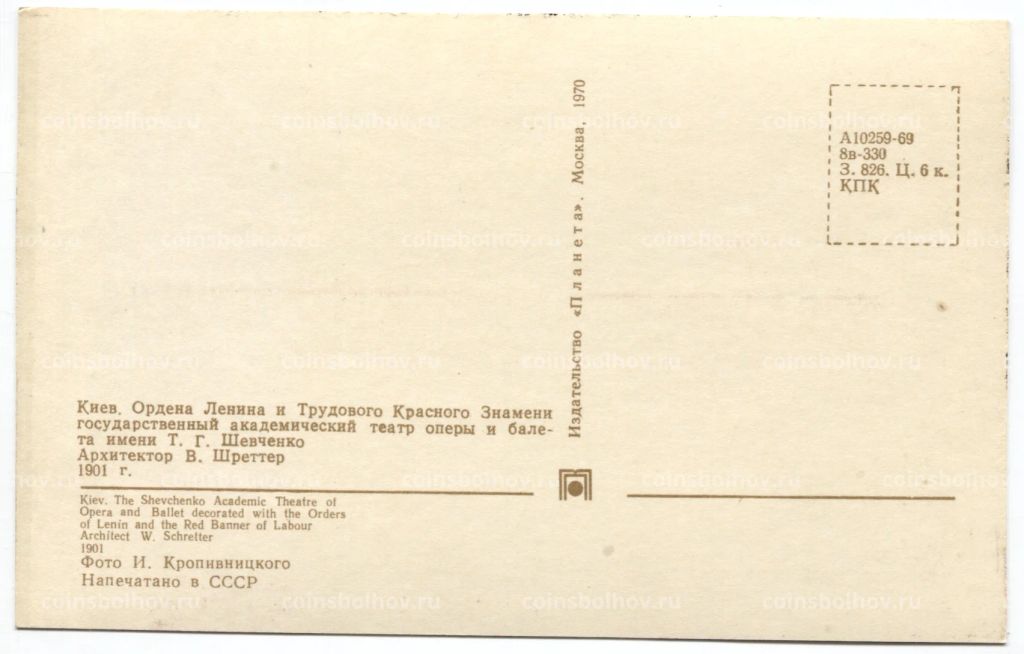 Киев. Ордена Ленина и Трудового Красного Знамени
государственный академический театр оперы и бале-
та имени Т. Г. Шевченко
Архитектор В. Шреттер
1901 г.
Kiev. The Shevchenko Academic Theatre of
Opera and Ballet decorated with the Orders
of Lenin and the Red Banner of Labour
Architect W. Schretter
1901
Фото И. Кропивницкого
Напечатано в СССР
Издательство «Планета». Москва. 1970
А10259-69
8в-330
З. 826. Ц. 6 к.
КПК
coinsbolhov.ru